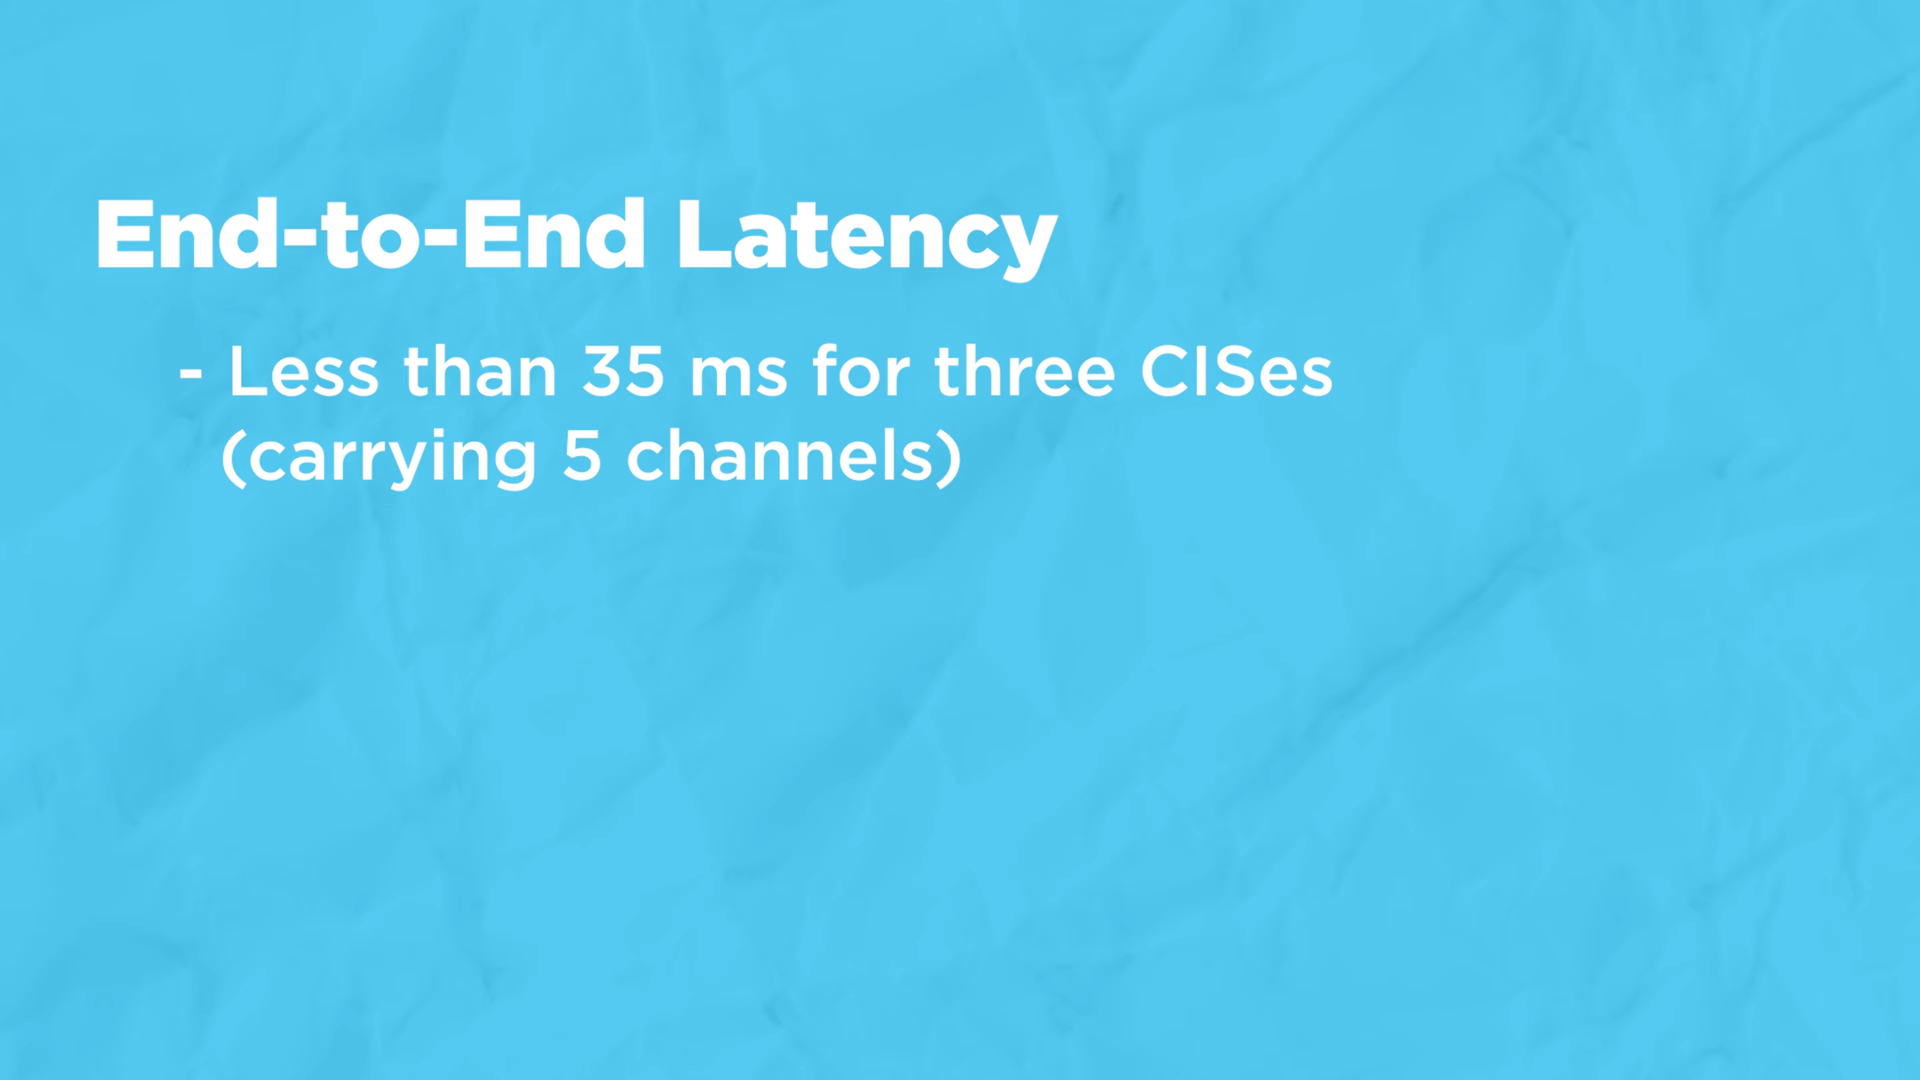 End-to-End Latency
- Less than 35 ms for three CISes
(carrying 5 channels)